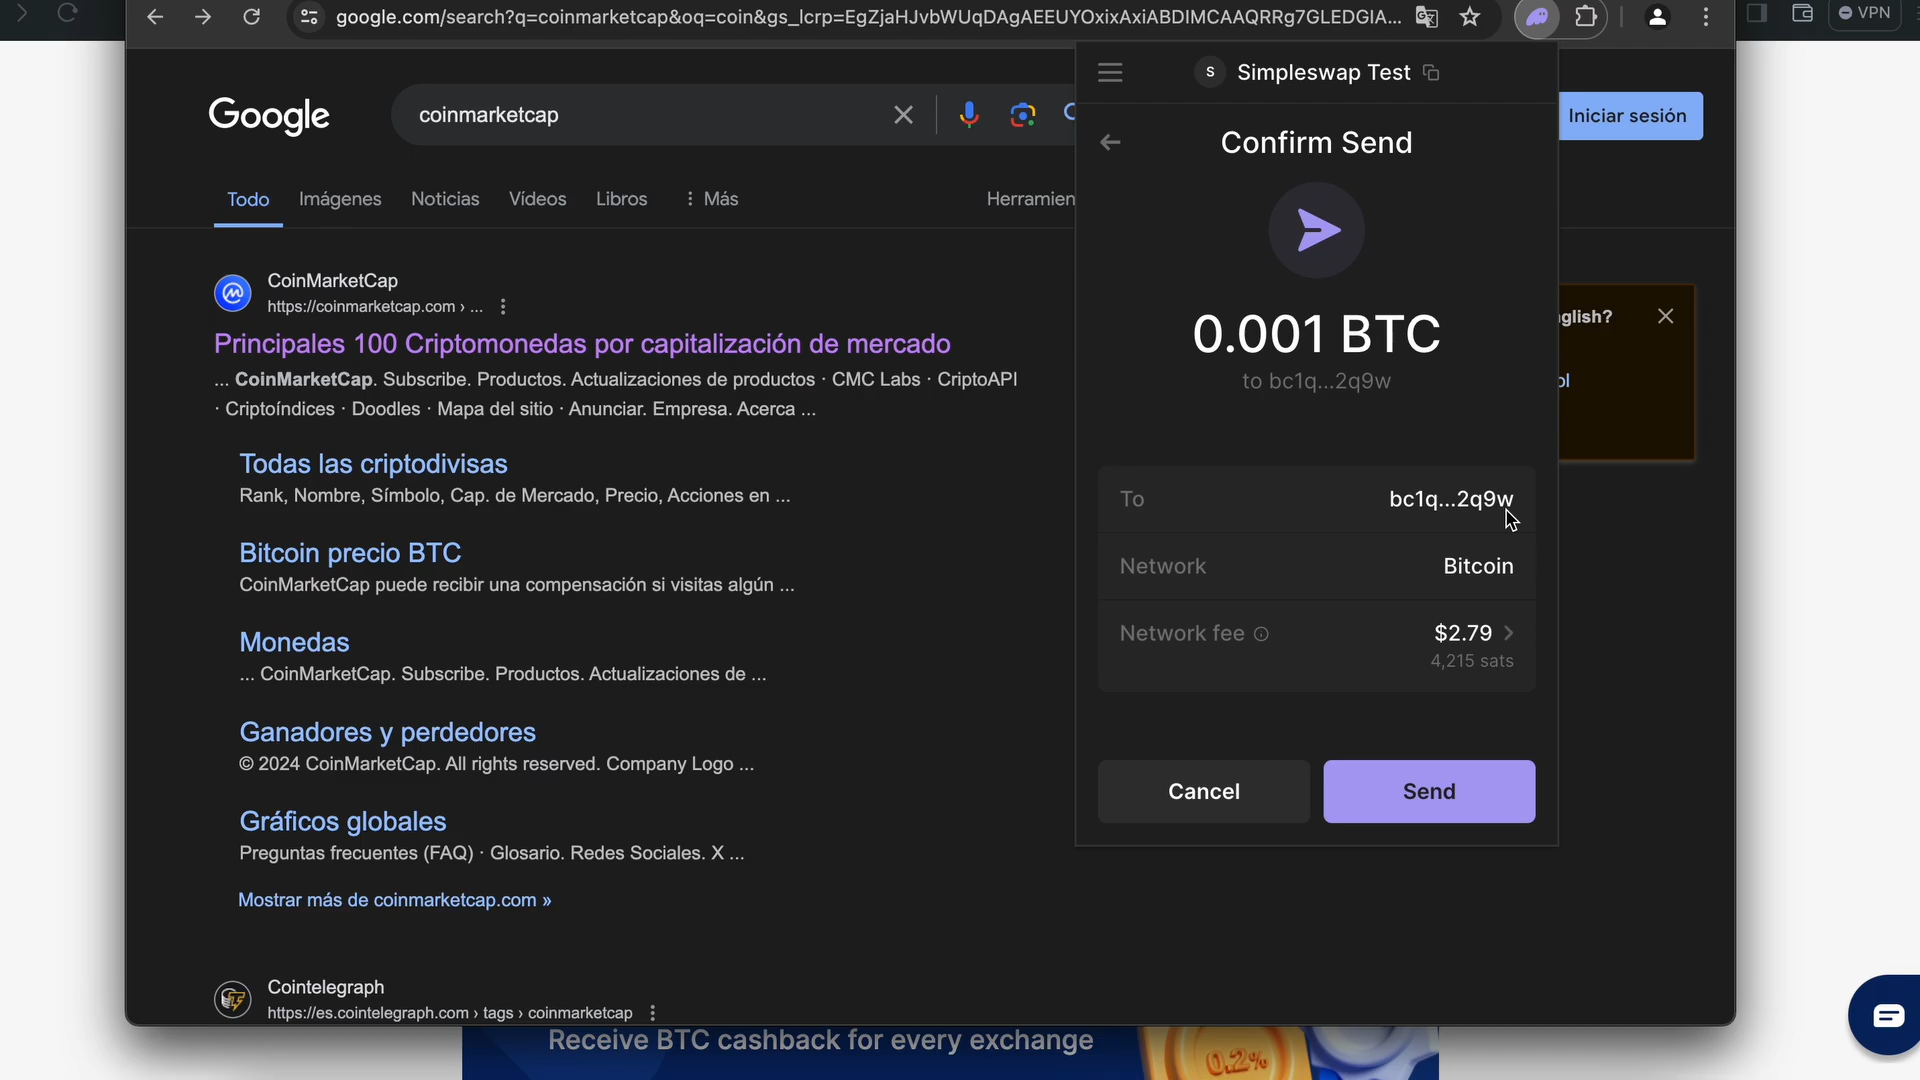 google.com/search?q=coinmarketcap&oq=coin&gs_lcrp=EgZjaHJvbWUqDAgAEEUYOxixAxiABDIMCAAQRRg7GLEDGIA...
VPN
S Simpleswap Test
Google
coinmarketcap
Iniciar sesión
Confirm Send
Todo Imágenes Noticias Vídeos Libros Más Herramien
CoinMarketCap
https://coinmarketcap.com › ...
Principales 100 Criptomonedas por capitalización de mercado
... CoinMarketCap. Subscribe. Productos. Actualizaciones de productos · CMC Labs · CriptoAPI
· Criptoíndices · Doodles · Mapa del sitio · Anunciar. Empresa. Acerca ...
glish?
0.001 BTC
to bc1q...2q9w
Todas las criptodivisas
Rank, Nombre, Símbolo, Cap. de Mercado, Precio, Acciones en ...
To bc1q...2q9w
Bitcoin precio BTC
CoinMarketCap puede recibir una compensación si visitas algún ...
Network Bitcoin
Monedas
... CoinMarketCap. Subscribe. Productos. Actualizaciones de ...
Network fee $2.79
4,215 sats
Ganadores y perdedores
© 2024 CoinMarketCap. All rights reserved. Company Logo ...
Cancel Send
Gráficos globales
Preguntas frecuentes (FAQ) · Glosario. Redes Sociales. X ...
Mostrar más de coinmarketcap.com »
Cointelegraph
https://es.cointelegraph.com › tags › coinmarketcap
Receive BTC cashback for every exchange
0.2%